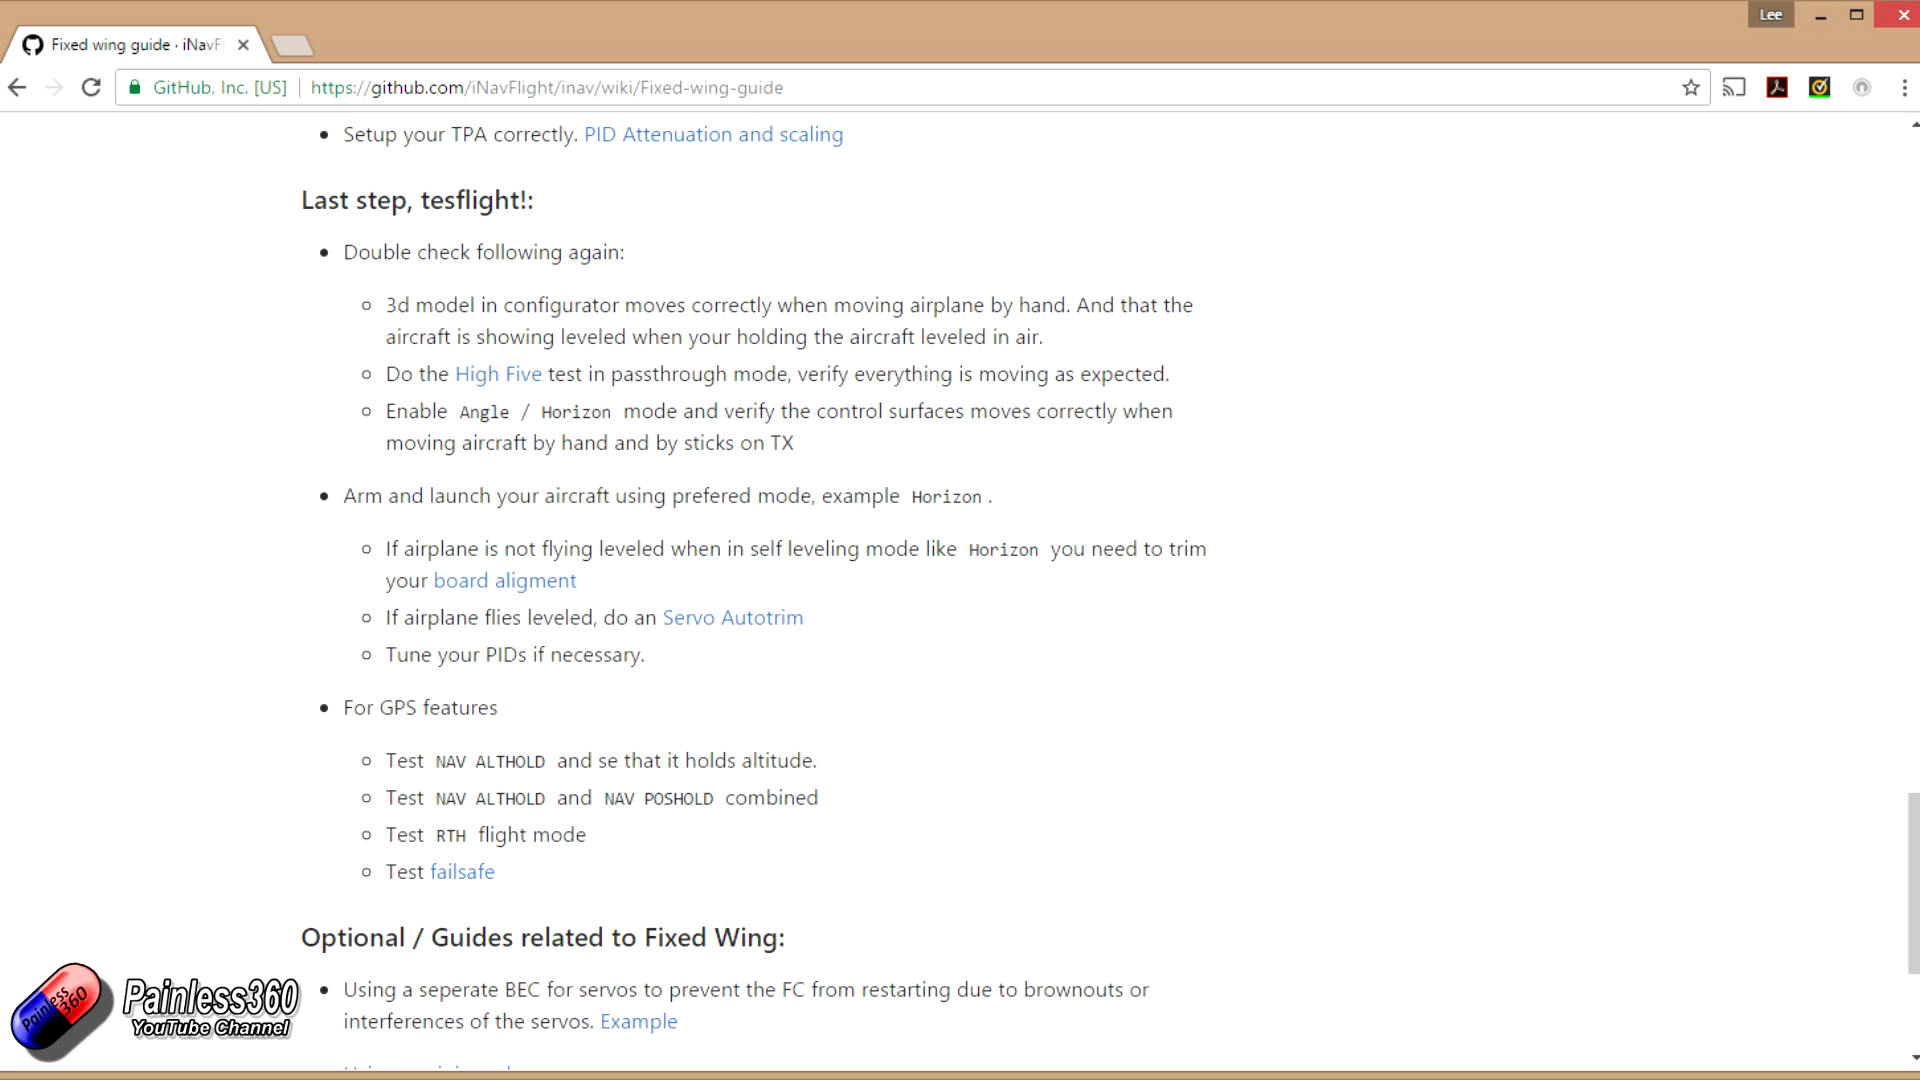 Lee
Fixed wing guide · iNavF
GitHub, Inc. [US] https://github.com/iNavFlight/inav/wiki/Fixed-wing-guide
Setup your TPA correctly. PID Attenuation and scaling
Last step, tesflight!:
Double check following again:
3d model in configurator moves correctly when moving airplane by hand. And that the
aircraft is showing leveled when your holding the aircraft leveled in air.
Do the High Five test in passthrough mode, verify everything is moving as expected.
Enable Angle / Horizon mode and verify the control surfaces moves correctly when
moving aircraft by hand and by sticks on TX
Arm and launch your aircraft using prefered mode, example Horizon .
If airplane is not flying leveled when in self leveling mode like Horizon you need to trim
your board aligment
If airplane flies leveled, do an Servo Autotrim
Tune your PIDs if necessary.
For GPS features
Test NAV ALTHOLD and se that it holds altitude.
Test NAV ALTHOLD and NAV POSHOLD combined
Test RTH flight mode
Test failsafe
Optional / Guides related to Fixed Wing:
Using a seperate BEC for servos to prevent the FC from restarting due to brownouts or
interferences of the servos. Example
Painless360
Painless360
YouTube Channel